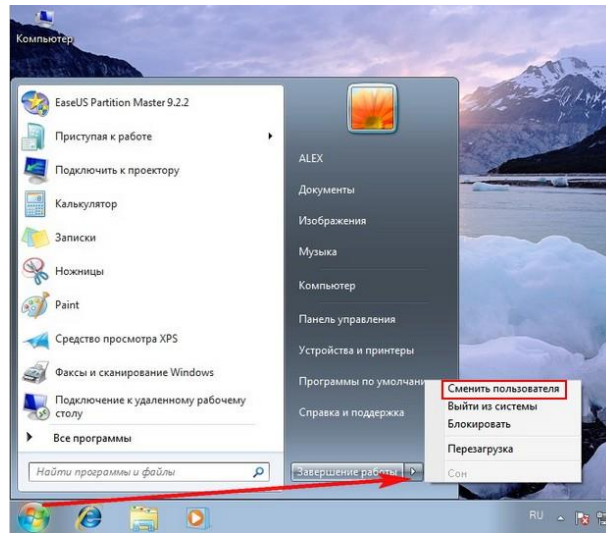 Компьютер
EaseUS Partition Master 9.2.2
Приступая к работе
Подключить к проектору
Калькулятор
Записки
Ножницы
Paint
Средство просмотра XPS
Факсы и сканирование Windows
Подключение к удаленному рабочему
столу
Все программы
Найти программы и файлы
ALEX
Документы
Изображения
Музыка
Компьютер
Панель управления
Устройства и принтеры
Программы по умолчани
Справка и поддержка
Завершение работы
Сменить пользователя
Выйти из системы
Блокировать
Перезагрузка
Сон
RU